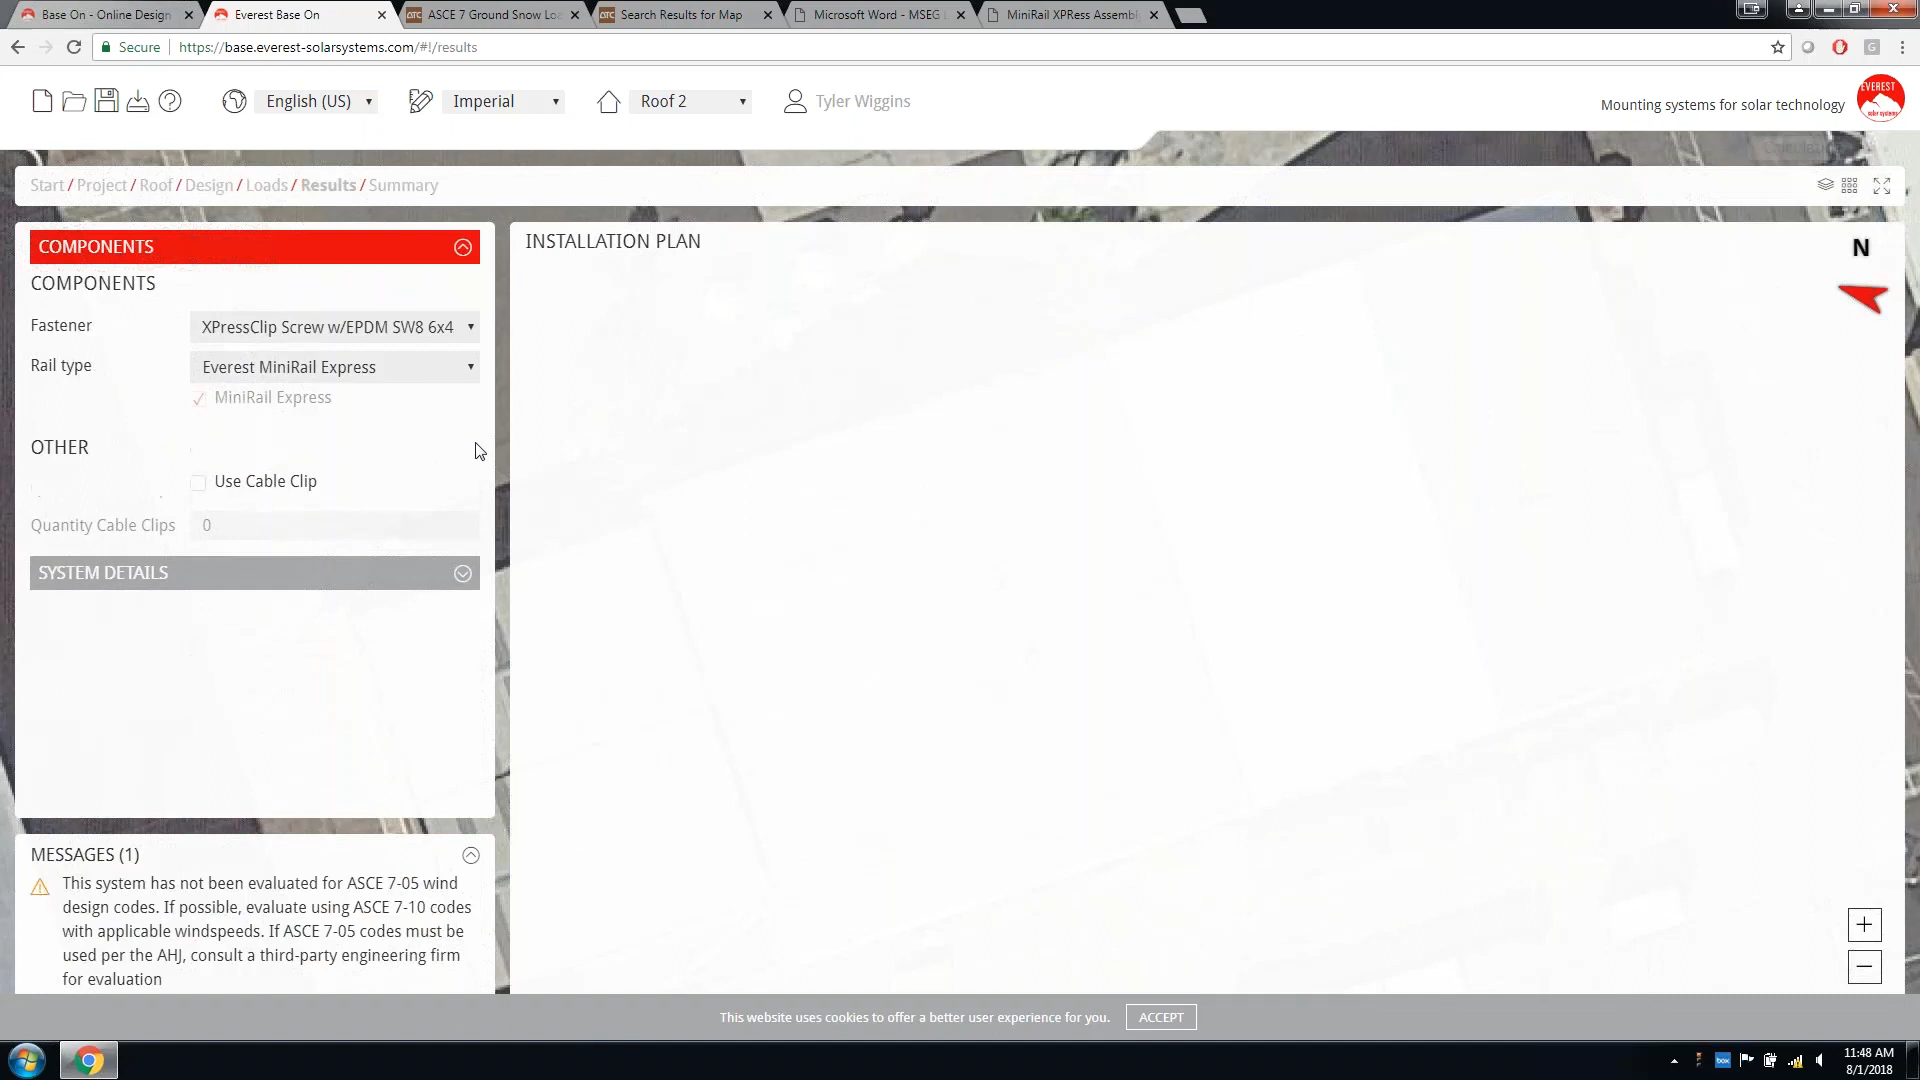 Base On - Online Design
Everest Base On
ASCE 7 Ground Snow Loa
Search Results for Map
Microsoft Word - MSEG
MiniRail XPRess Assembl
Secure
https://base.everest-solarsystems.com/#!/results
English (US)
Imperial
Roof 2
Tyler Wiggins
Mounting systems for solar technology
EVEREST
solar systems
Start / Project / Roof / Design / Loads / Results / Summary
COMPONENTS
COMPONENTS
Fastener
XPressClip Screw w/EPDM SW8 6x4
Rail type
Everest MiniRail Express
MiniRail Express
OTHER
Use Cable Clip
Quantity Cable Clips
0
SYSTEM DETAILS
INSTALLATION PLAN
N
MESSAGES (1)
This system has not been evaluated for ASCE 7-05 wind
design codes. If possible, evaluate using ASCE 7-10 codes
with applicable windspeeds. If ASCE 7-05 codes must be
used per the AHJ, consult a third-party engineering firm
for evaluation
+
−
This website uses cookies to offer a better user experience for you.
ACCEPT
box
11:48 AM
8/1/2018